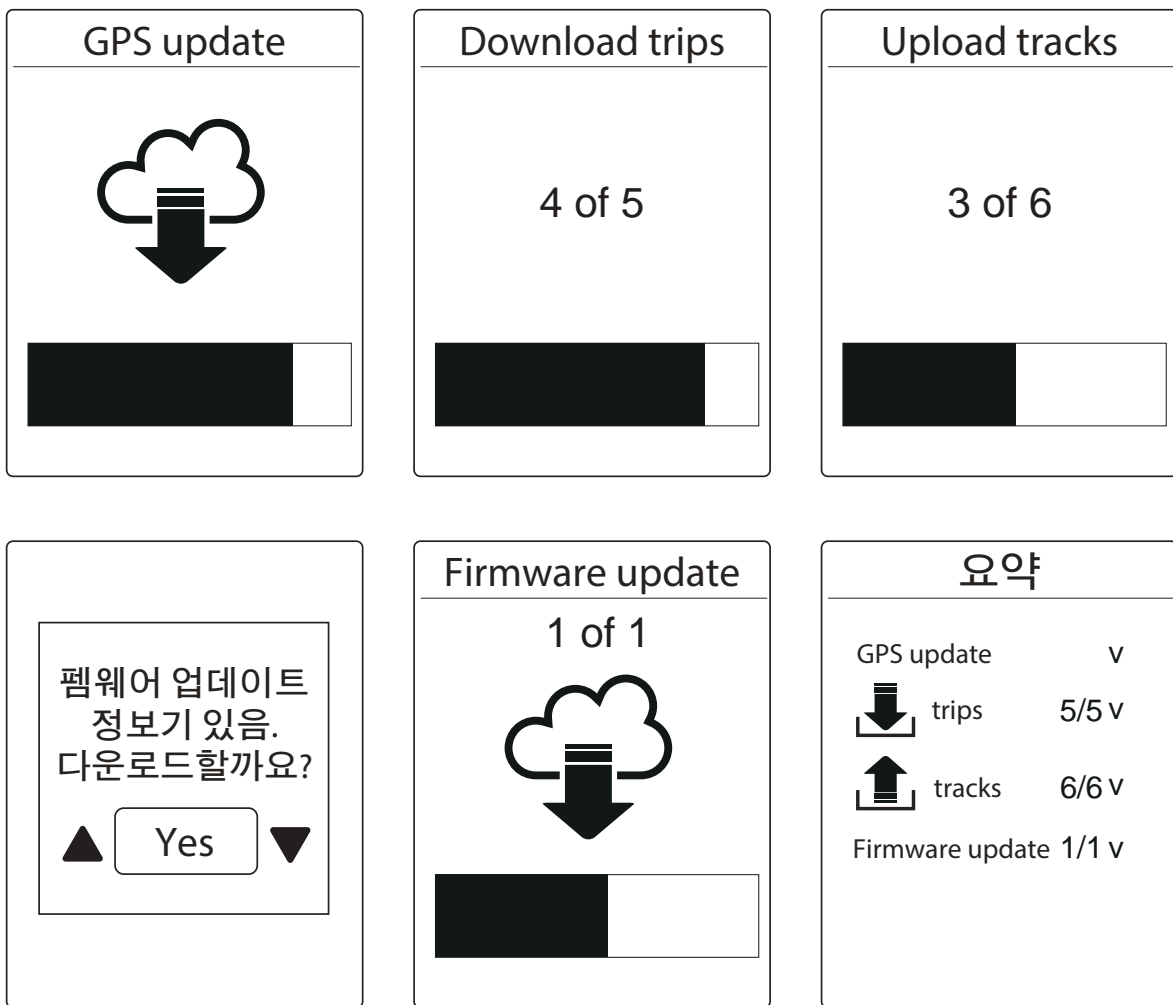 GPS update
Download trips
4 of 5
Upload tracks
3 of 6
펨웨어 업데이트
정보기 있음.
다운로드할까요?
Yes
Firmware update
1 of 1
요약
GPS update v
trips 5/5 v
tracks 6/6 v
Firmware update 1/1 v